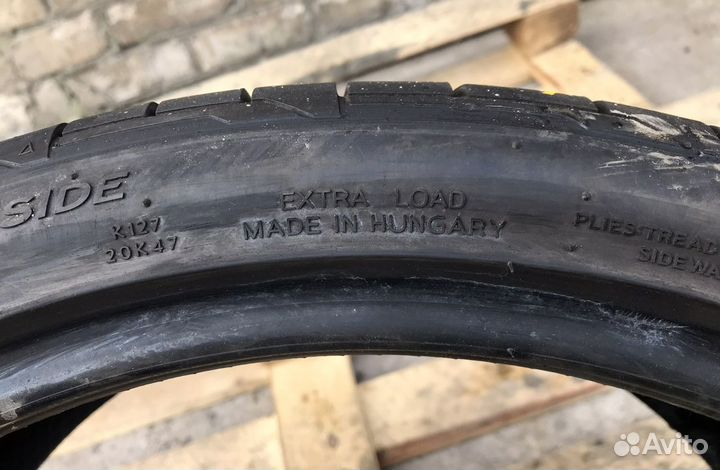 SIDE
K127
20K47
EXTRA LOAD
MADE IN HUNGARY
PLIES TREAD
SIDEWA
Avito